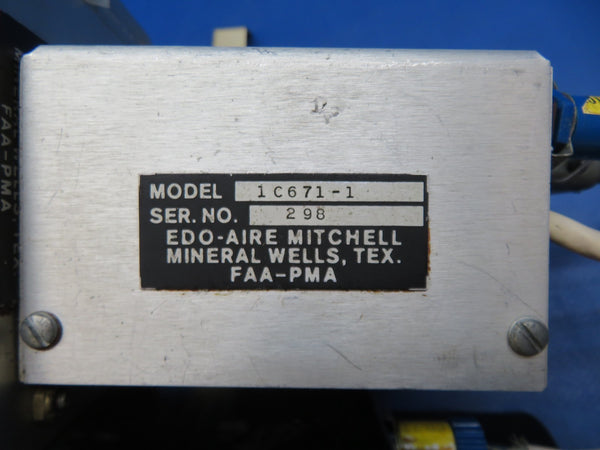 MODEL 1C671-1
SER. NO. 298
EDO-AIRE MITCHELL
MINERAL WELLS, TEX.
FAA-PMA
FAA-PMA